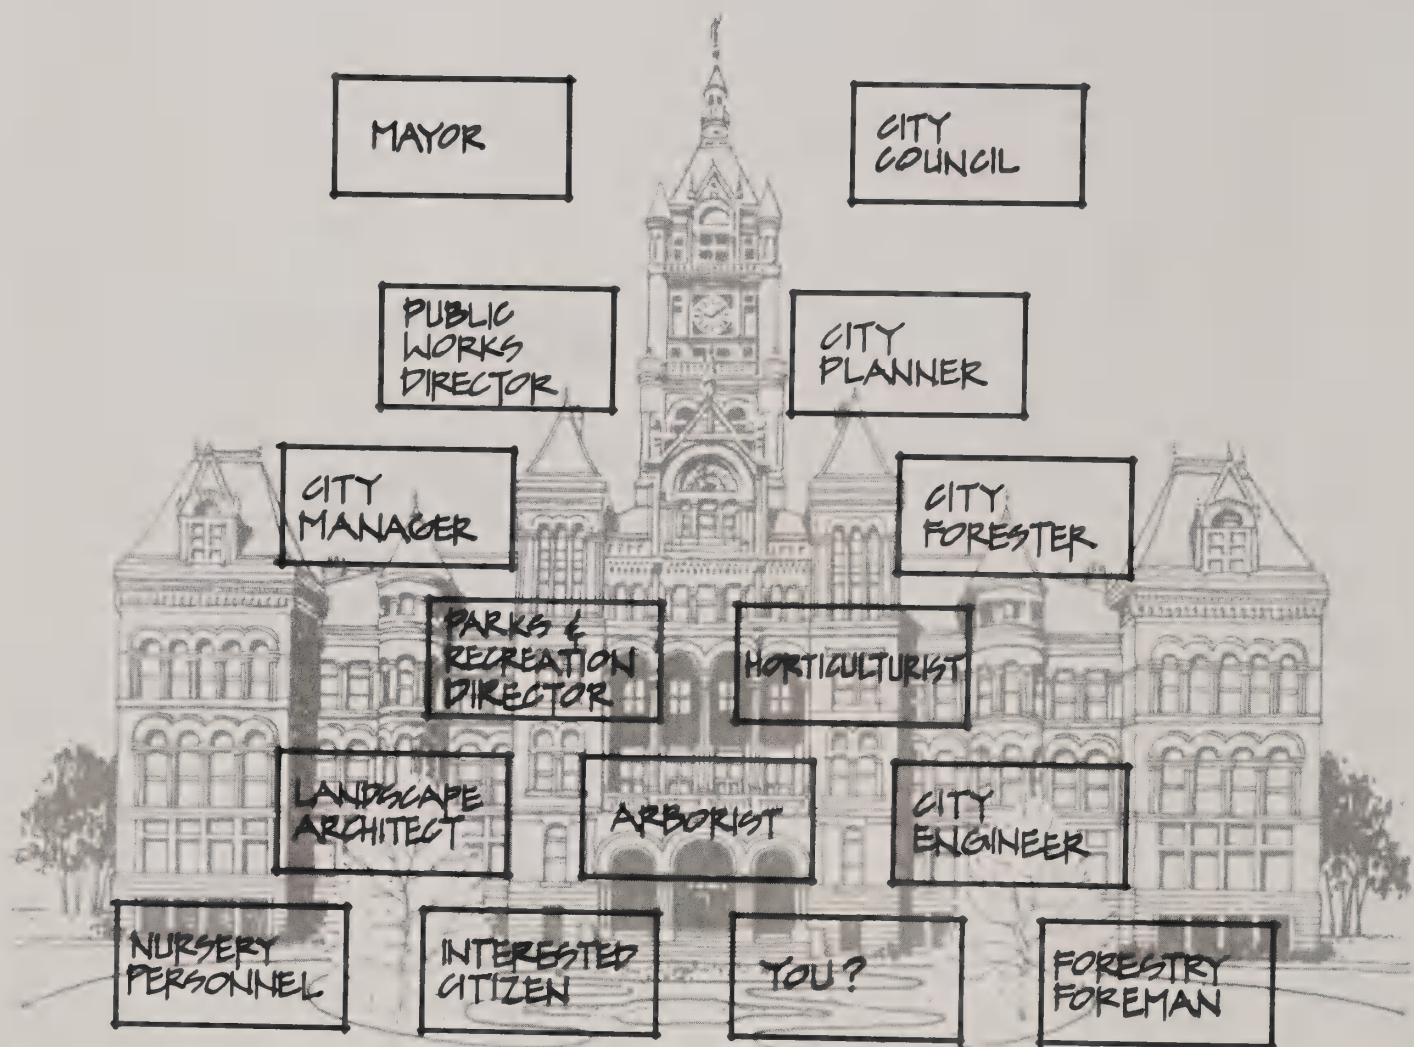 MAYOR
CITY
COUNCIL
PUBLIC
WORKS
DIRECTOR
CITY
PLANNER
CITY
MANAGER
CITY
FORESTER
PARKS &
RECREATION
DIRECTOR
HORTICULTURIST
LANDSCAPE
ARCHITECT
ARBORIST
CITY
ENGINEER
NURSERY
PERSONNEL
INTERESTED
CITIZEN
YOU?
FORESTRY
FOREMAN